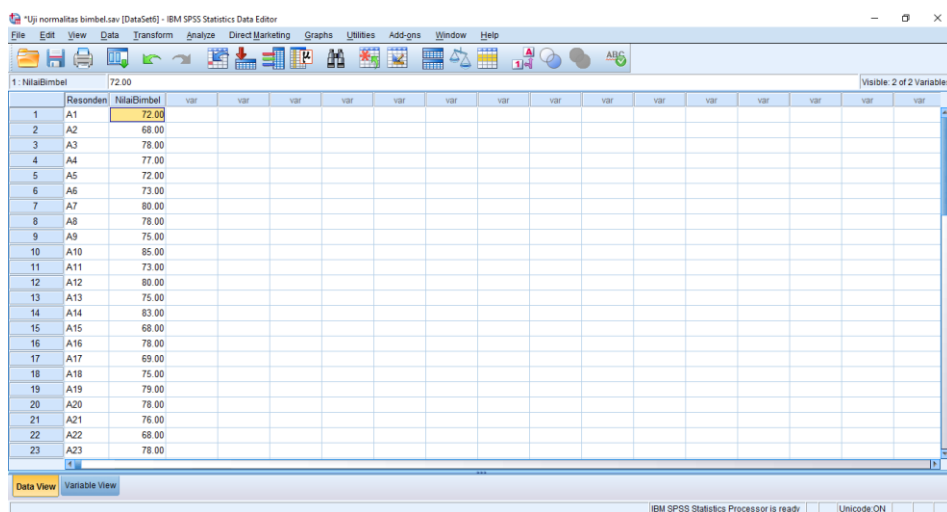 *Uji normalitas bimbel.sav [DataSet6] - IBM SPSS Statistics Data Editor
File Edit View Data Transform Analyze Direct Marketing Graphs Utilities Add-ons Window Help
1 : NilaiBimbel 72.00 Visible: 2 of 2 Variables
Resonden NilaiBimbel var var var var var var var var var var var var var var
1 A1 72.00
2 A2 68.00
3 A3 78.00
4 A4 77.00
5 A5 72.00
6 A6 73.00
7 A7 80.00
8 A8 78.00
9 A9 75.00
10 A10 85.00
11 A11 73.00
12 A12 80.00
13 A13 75.00
14 A14 83.00
15 A15 68.00
16 A16 78.00
17 A17 69.00
18 A18 75.00
19 A19 79.00
20 A20 78.00
21 A21 76.00
22 A22 68.00
23 A23 78.00
Data View Variable View
IBM SPSS Statistics Processor is ready Unicode:ON